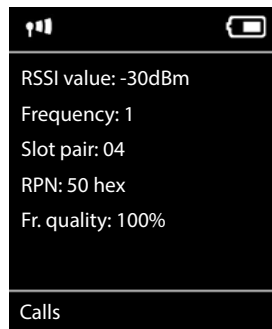 RSSI value: -30dBm
Frequency: 1
Slot pair: 04
RPN: 50 hex
Fr. quality: 100%
Calls